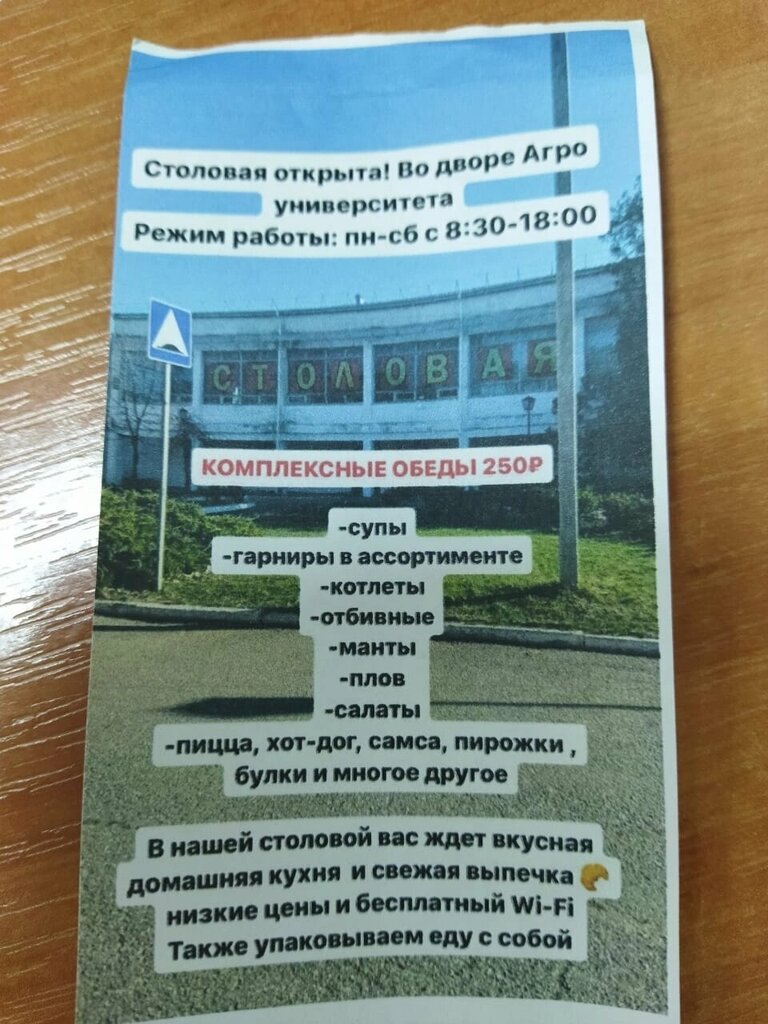 Столовая открыта! Во дворе Агро
университета
Режим работы: пн-сб с 8:30-18:00
СТОЛОВАЯ
КОМПЛЕКСНЫЕ ОБЕДЫ 250₽
-супы
-гарниры в ассортименте
-котлеты
-отбивные
-манты
-плов
-салаты
-пицца, хот-дог, самса, пирожки ,
булки и многое другое
В нашей столовой вас ждет вкусная
домашняя кухня и свежая выпечка 🥐
низкие цены и бесплатный Wi-Fi
Также упаковываем еду с собой